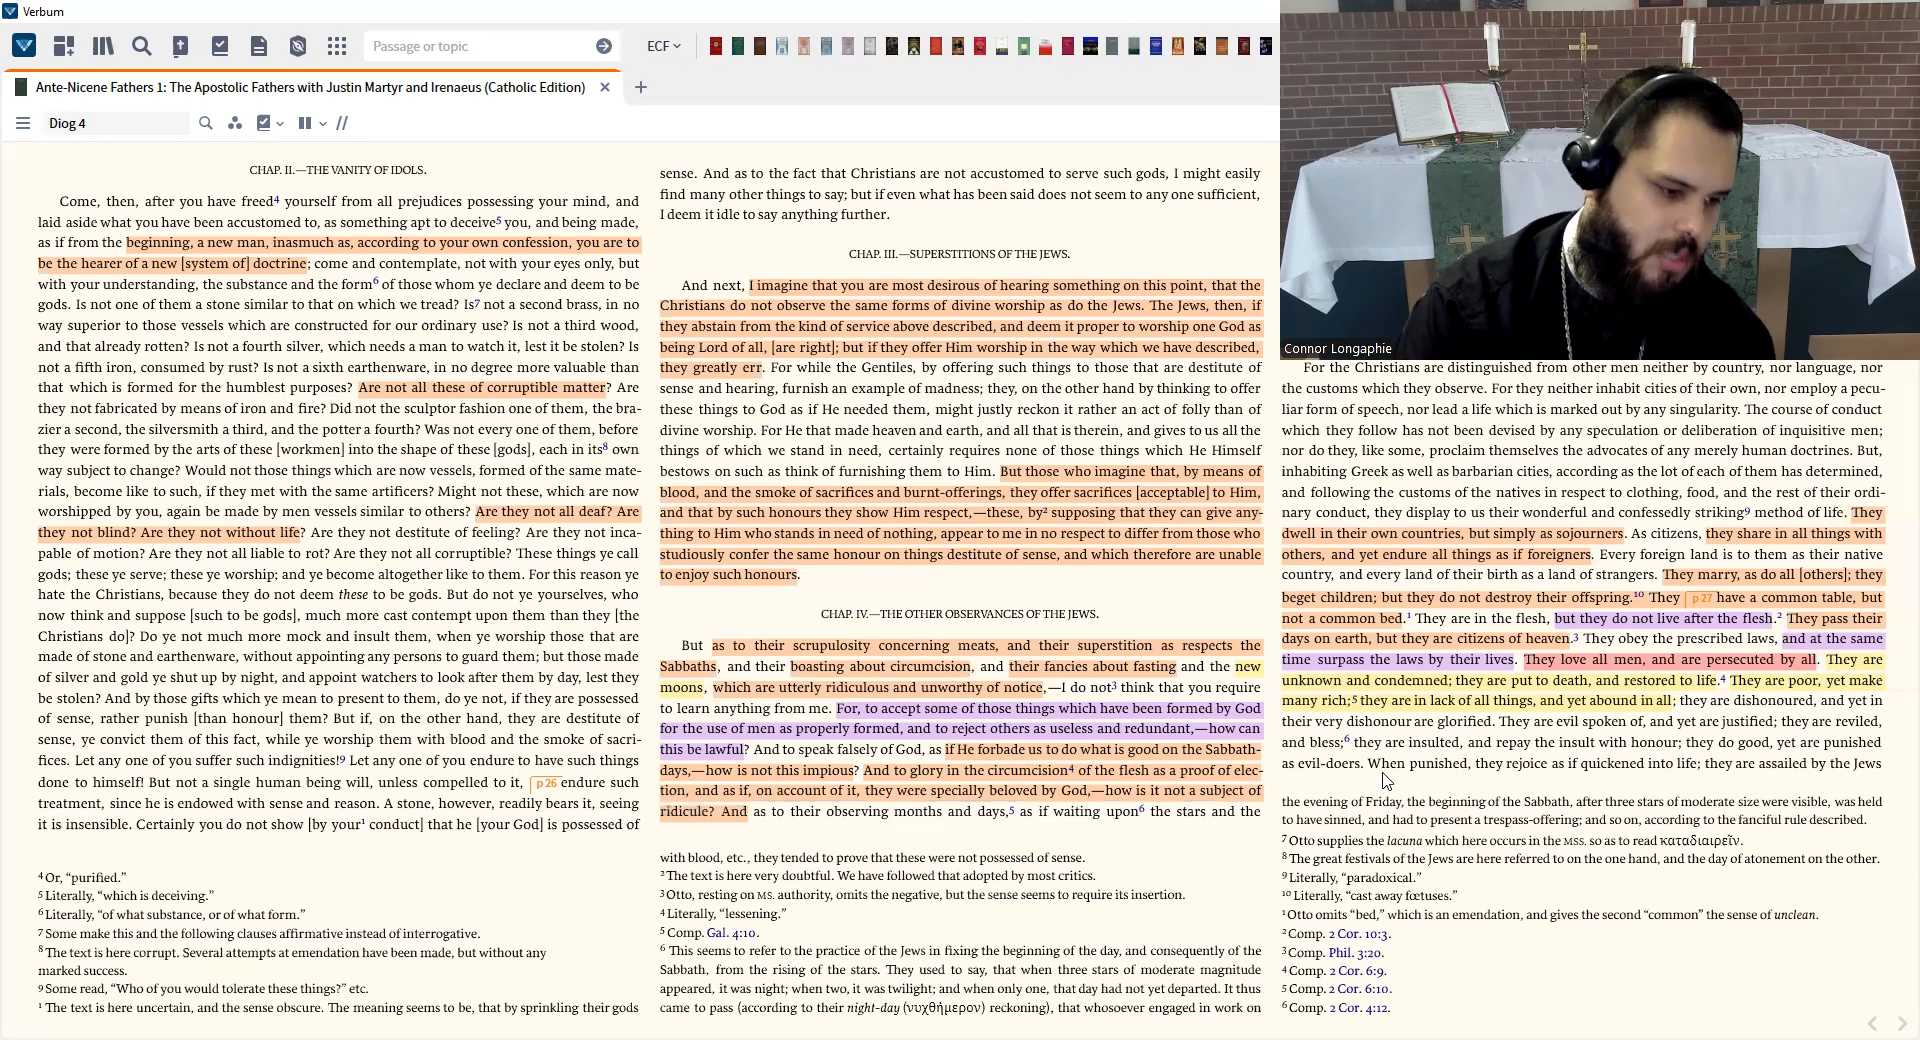 Verbum
Passage or topic
ECF
Ante-Nicene Fathers 1: The Apostolic Fathers with Justin Martyr and Irenaeus (Catholic Edition)
Diog 4
CHAP. II.—THE VANITY OF IDOLS.
Come, then, after you have freed4 yourself from all prejudices possessing your mind, and
laid aside what you have been accustomed to, as something apt to deceive5 you, and being made,
as if from the beginning, a new man, inasmuch as, according to your own confession, you are to
be the hearer of a new [system of] doctrine; come and contemplate, not with your eyes only, but
with your understanding, the substance and the form6 of those whom ye declare and deem to be
gods. Is not one of them a stone similar to that on which we tread? Is7 not a second brass, in no
way superior to those vessels which are constructed for our ordinary use? Is not a third wood,
and that already rotten? Is not a fourth silver, which needs a man to watch it, lest it be stolen? Is
not a fifth iron, consumed by rust? Is not a sixth earthenware, in no degree more valuable than
that which is formed for the humblest purposes? Are not all these of corruptible matter? Are
they not fabricated by means of iron and fire? Did not the sculptor fashion one of them, the bra-
zier a second, the silversmith a third, and the potter a fourth? Was not every one of them, before
they were formed by the arts of these [workmen] into the shape of these [gods], each in its8 own
way subject to change? Would not those things which are now vessels, formed of the same mate-
rials, become like to such, if they met with the same artificers? Might not these, which are now
worshipped by you, again be made by men vessels similar to others? Are they not all deaf? Are
they not blind? Are they not without life? Are they not destitute of feeling? Are they not inca-
pable of motion? Are they not all liable to rot? Are they not all corruptible? These things ye call
gods; these ye serve; these ye worship; and ye become altogether like to them. For this reason ye
hate the Christians, because they do not deem these to be gods. But do not ye yourselves, who
now think and suppose [such to be gods], much more cast contempt upon them than they [the
Christians do]? Do ye not much more mock and insult them, when ye worship those that are
made of stone and earthenware, without appointing any persons to guard them; but those made
of silver and gold ye shut up by night, and appoint watchers to look after them by day, lest they
be stolen? And by those gifts which ye mean to present to them, do ye not, if they are possessed
of sense, rather punish [than honour] them? But if, on the other hand, they are destitute of
sense, ye convict them of this fact, while ye worship them with blood and the smoke of sacri-
fices. Let any one of you suffer such indignities!9 Let any one of you endure to have such things
done to himself! But not a single human being will, unless compelled to it, p 26 endure such
treatment, since he is endowed with sense and reason. A stone, however, readily bears it, seeing
it is insensible. Certainly you do not show [by your1 conduct] that he [your God] is possessed of
4 Or, “purified.”
5 Literally, “which is deceiving.”
6 Literally, “of what substance, or of what form.”
7 Some make this and the following clauses affirmative instead of interrogative.
8 The text is here corrupt. Several attempts at emendation have been made, but without any
marked success.
9 Some read, “Who of you would tolerate these things?” etc.
1 The text is here uncertain, and the sense obscure. The meaning seems to be, that by sprinkling their gods
sense. And as to the fact that Christians are not accustomed to serve such gods, I might easily
find many other things to say; but if even what has been said does not seem to any one sufficient,
I deem it idle to say anything further.
CHAP. III.—SUPERSTITIONS OF THE JEWS.
And next, I imagine that you are most desirous of hearing something on this point, that the
Christians do not observe the same forms of divine worship as do the Jews. The Jews, then, if
they abstain from the kind of service above described, and deem it proper to worship one God as
being Lord of all, [are right]; but if they offer Him worship in the way which we have described,
they greatly err. For while the Gentiles, by offering such things to those that are destitute of
sense and hearing, furnish an example of madness; they, on the other hand by thinking to offer
these things to God as if He needed them, might justly reckon it rather an act of folly than of
divine worship. For He that made heaven and earth, and all that is therein, and gives to us all the
things of which we stand in need, certainly requires none of those things which He Himself
bestows on such as think of furnishing them to Him. But those who imagine that, by means of
blood, and the smoke of sacrifices and burnt-offerings, they offer sacrifices [acceptable] to Him,
and that by such honours they show Him respect,—these, by2 supposing that they can give any-
thing to Him who stands in need of nothing, appear to me in no respect to differ from those who
studiously confer the same honour on things destitute of sense, and which therefore are unable
to enjoy such honours.
CHAP. IV.—THE OTHER OBSERVANCES OF THE JEWS.
But as to their scrupulosity concerning meats, and their superstition as respects the
Sabbaths, and their boasting about circumcision, and their fancies about fasting and the new
moons, which are utterly ridiculous and unworthy of notice,—I do not3 think that you require
to learn anything from me. For, to accept some of those things which have been formed by God
for the use of men as properly formed, and to reject others as useless and redundant,—how can
this be lawful? And to speak falsely of God, as if He forbade us to do what is good on the Sabbath-
days,—how is not this impious? And to glory in the circumcision4 of the flesh as a proof of elec-
tion, and as if, on account of it, they were specially beloved by God,—how is it not a subject of
ridicule? And as to their observing months and days,5 as if waiting upon6 the stars and the
with blood, etc., they tended to prove that these were not possessed of sense.
2 The text is here very doubtful. We have followed that adopted by most critics.
3 Otto, resting on MS. authority, omits the negative, but the sense seems to require its insertion.
4 Literally, “lessening.”
5 Comp. Gal. 4:10.
6 This seems to refer to the practice of the Jews in fixing the beginning of the day, and consequently of the
Sabbath, from the rising of the stars. They used to say, that when three stars of moderate magnitude
appeared, it was night; when two, it was twilight; and when only one, that day had not yet departed. It thus
came to pass (according to their night-day (νυχθήμερον) reckoning), that whosoever engaged in work on
Connor Longaphie
For the Christians are distinguished from other men neither by country, nor language, nor
the customs which they observe. For they neither inhabit cities of their own, nor employ a pecu-
liar form of speech, nor lead a life which is marked out by any singularity. The course of conduct
which they follow has not been devised by any speculation or deliberation of inquisitive men;
nor do they, like some, proclaim themselves the advocates of any merely human doctrines. But,
inhabiting Greek as well as barbarian cities, according as the lot of each of them has determined,
and following the customs of the natives in respect to clothing, food, and the rest of their ordi-
nary conduct, they display to us their wonderful and confessedly striking9 method of life. They
dwell in their own countries, but simply as sojourners. As citizens, they share in all things with
others, and yet endure all things as if foreigners. Every foreign land is to them as their native
country, and every land of their birth as a land of strangers. They marry, as do all [others]; they
beget children; but they do not destroy their offspring.10 They p 27 have a common table, but
not a common bed.1 They are in the flesh, but they do not live after the flesh.2 They pass their
days on earth, but they are citizens of heaven.3 They obey the prescribed laws, and at the same
time surpass the laws by their lives. They love all men, and are persecuted by all. They are
unknown and condemned; they are put to death, and restored to life.4 They are poor, yet make
many rich;5 they are in lack of all things, and yet abound in all; they are dishonoured, and yet in
their very dishonour are glorified. They are evil spoken of, and yet are justified; they are reviled,
and bless;6 they are insulted, and repay the insult with honour; they do good, yet are punished
as evil-doers. When punished, they rejoice as if quickened into life; they are assailed by the Jews
the evening of Friday, the beginning of the Sabbath, after three stars of moderate size were visible, was held
to have sinned, and had to present a trespass-offering; and so on, according to the fanciful rule described.
7 Otto supplies the lacuna which here occurs in the MSS. so as to read καταδιαιρεῖν.
8 The great festivals of the Jews are here referred to on the one hand, and the day of atonement on the other.
9 Literally, “paradoxical.”
10 Literally, “cast away fœtuses.”
1 Otto omits “bed,” which is an emendation, and gives the second “common” the sense of unclean.
2 Comp. 2 Cor. 10:3.
3 Comp. Phil. 3:20.
4 Comp. 2 Cor. 6:9.
5 Comp. 2 Cor. 6:10.
6 Comp. 2 Cor. 4:12.